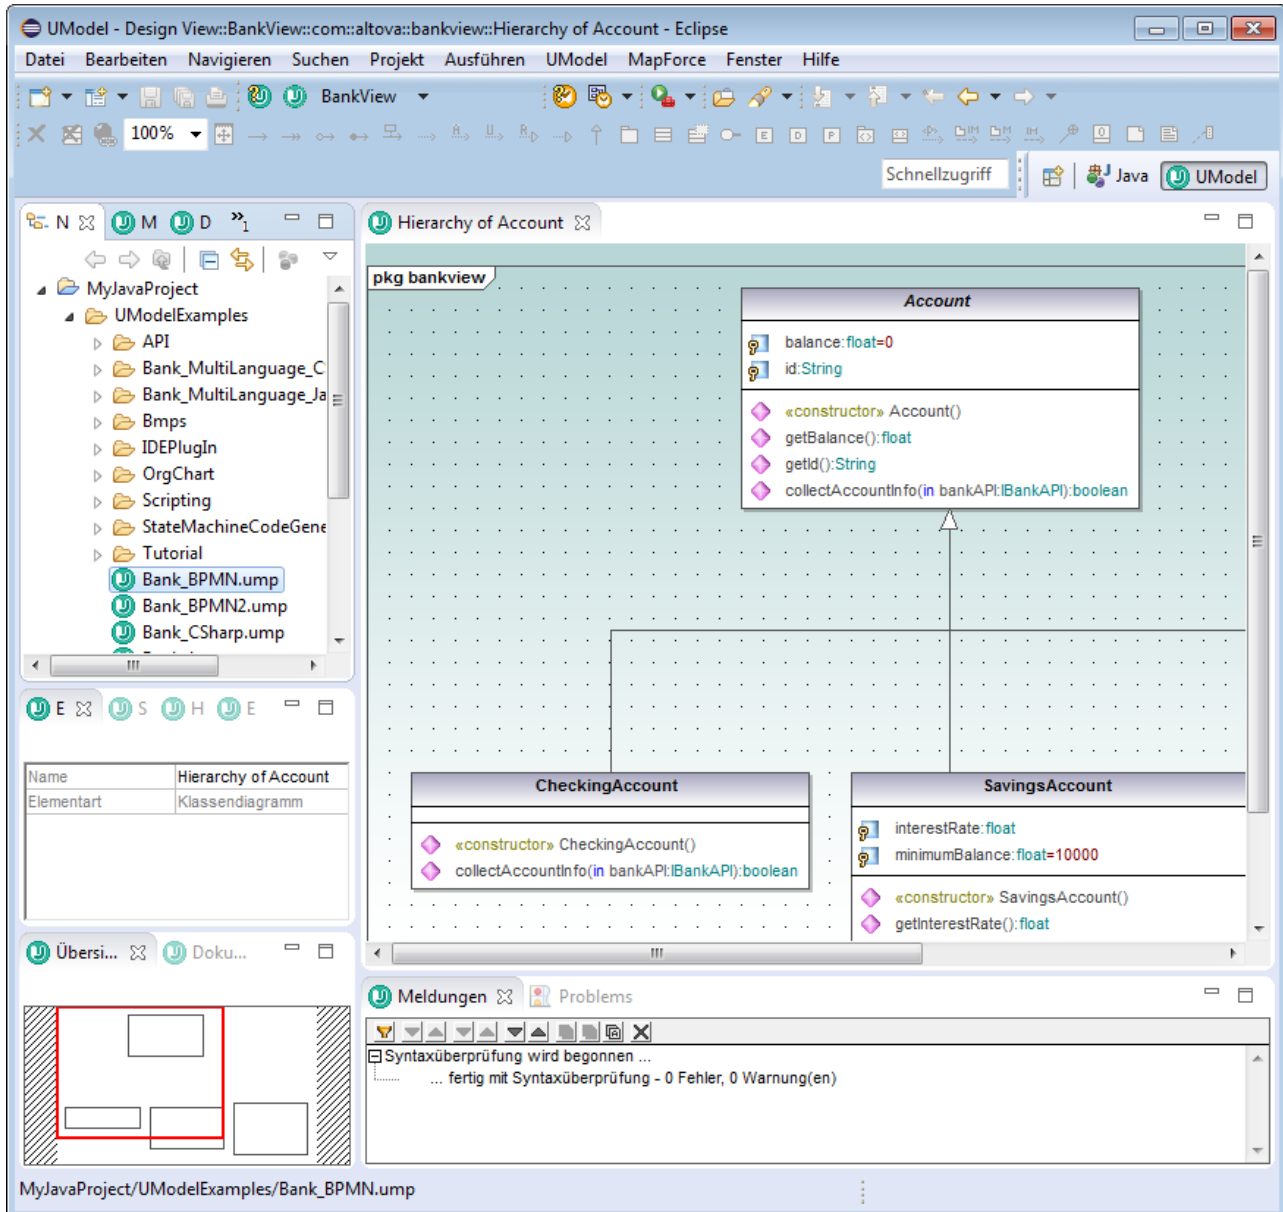 UModel - Design View::BankView::com::altova::bankview::Hierarchy of Account - Eclipse
Datei Bearbeiten Navigieren Suchen Projekt Ausführen UModel MapForce Fenster Hilfe
BankView
100%
Schnellzugriff Java UModel
N M D »1
MyJavaProject
UModelExamples
API
Bank_MultiLanguage_C
Bank_MultiLanguage_Ja
Bmps
IDEPlugIn
OrgChart
Scripting
StateMachineCodeGene
Tutorial
Bank_BPMN.ump
Bank_BPMN2.ump
Bank_CSharp.ump
E S H E
Name Hierarchy of Account
Elementart Klassendiagramm
Übersi... Doku...
Hierarchy of Account
pkg bankview
Account
balance:float=0
id:String
«constructor» Account()
getBalance():float
getId():String
collectAccountInfo(in bankAPI:IBankAPI):boolean
CheckingAccount
«constructor» CheckingAccount()
collectAccountInfo(in bankAPI:IBankAPI):boolean
SavingsAccount
interestRate:float
minimumBalance:float=10000
«constructor» SavingsAccount()
getInterestRate():float
Meldungen Problems
Syntaxüberprüfung wird begonnen ...
... fertig mit Syntaxüberprüfung - 0 Fehler, 0 Warnung(en)
MyJavaProject/UModelExamples/Bank_BPMN.ump